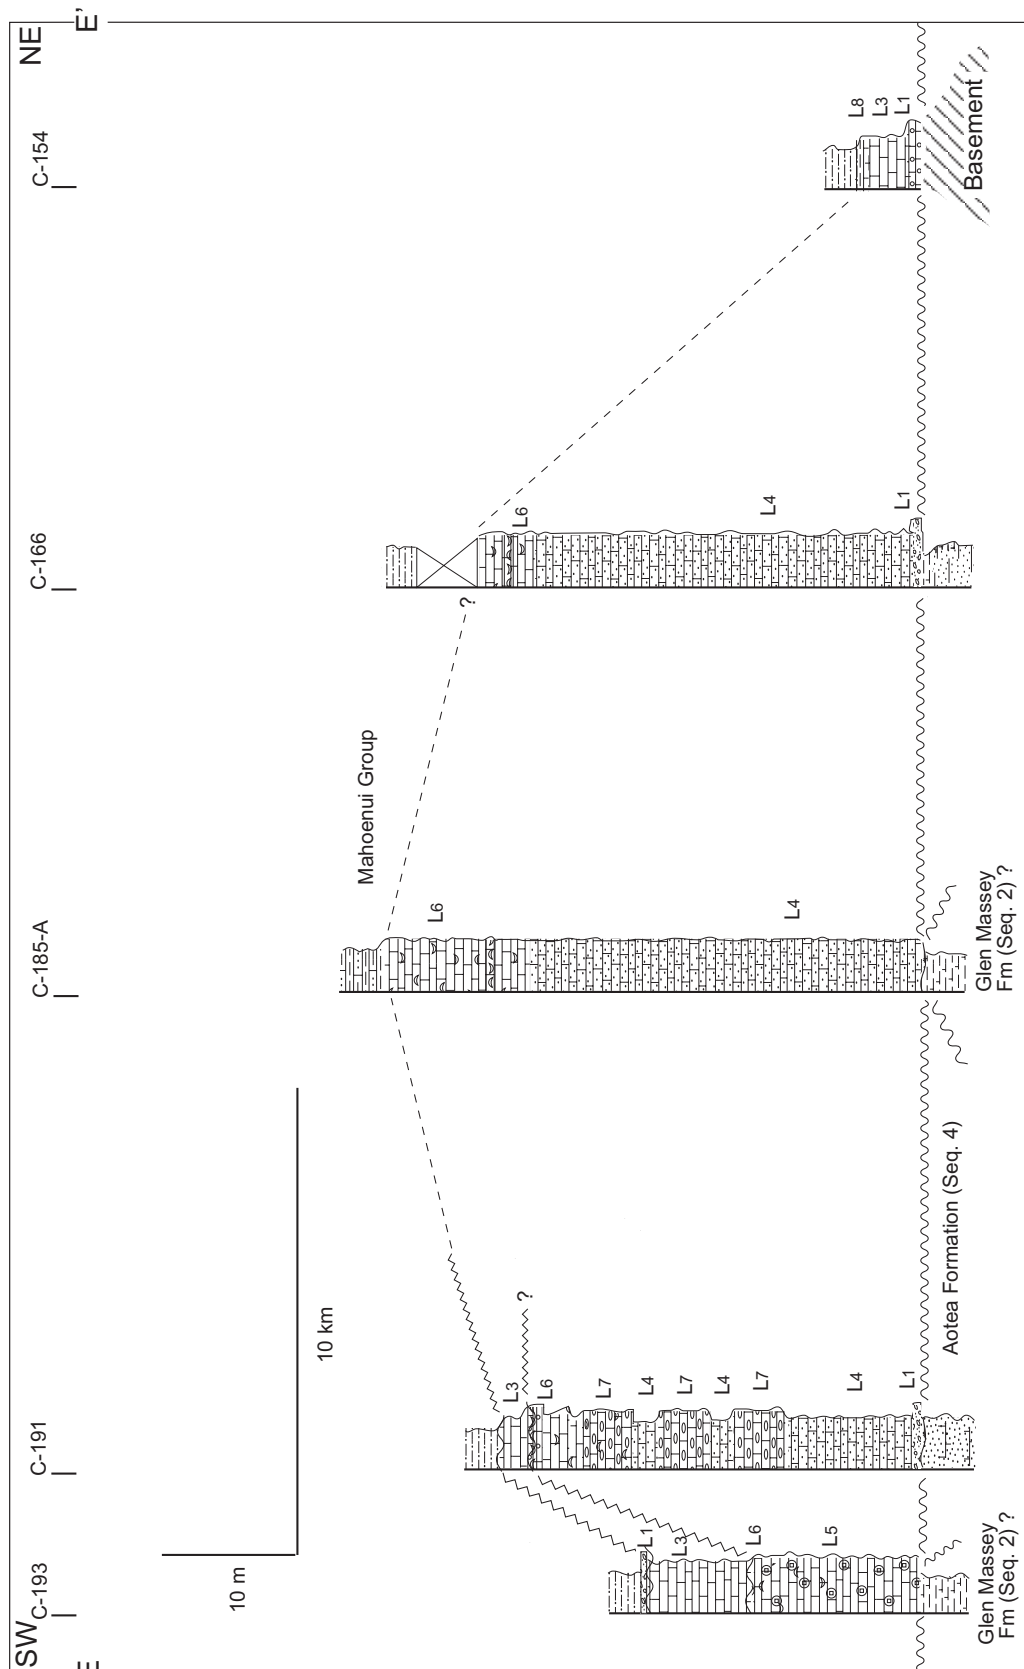 SW
NE
E
E'
C-193
C-191
C-185-A
C-166
C-154
10 m
10 km
Mahoenui Group
?
?
L1
L3
L6
L5
L3
L6
L7
L4
L7
L4
L7
L4
L1
L6
L4
L6
L4
L1
L8
L3
L1
Aotea Formation (Seq. 4)
Glen Massey
Fm (Seq. 2) ?
Glen Massey
Fm (Seq. 2) ?
Basement